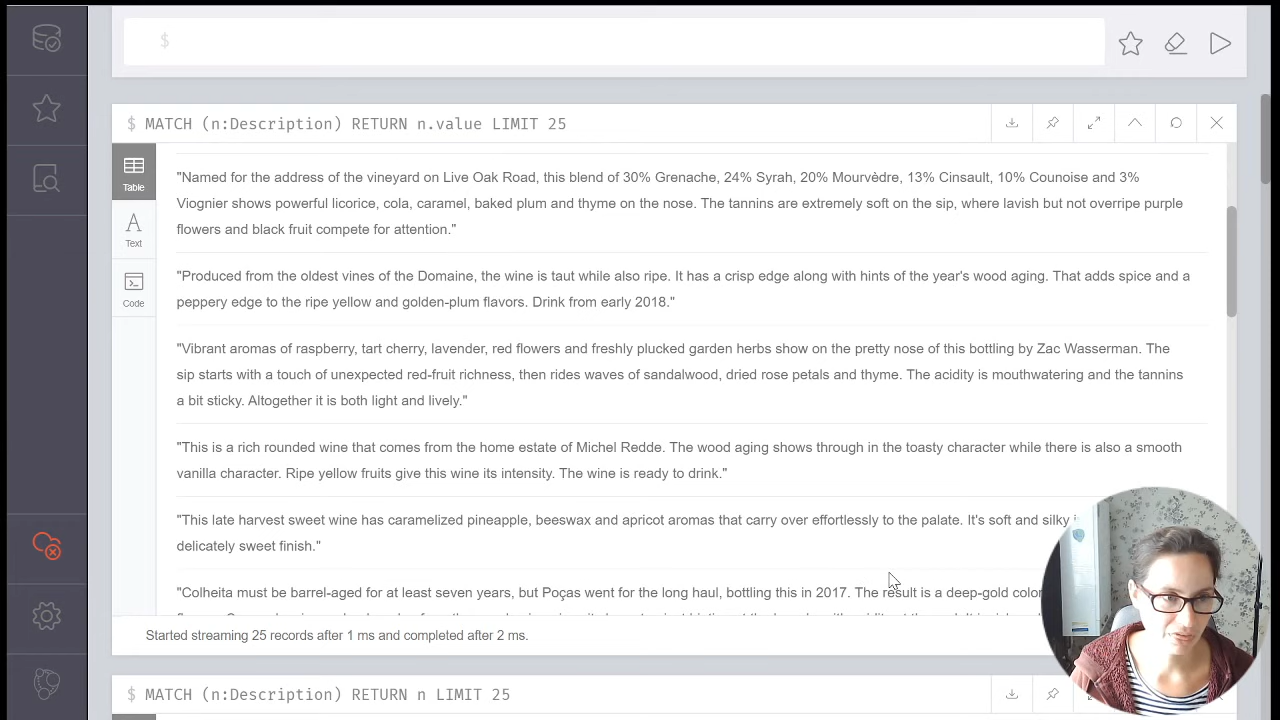 $
$ MATCH (n:Description) RETURN n.value LIMIT 25
Table
Text
Code
"Named for the address of the vineyard on Live Oak Road, this blend of 30% Grenache, 24% Syrah, 20% Mourvèdre, 13% Cinsault, 10% Counoise and 3%
Viognier shows powerful licorice, cola, caramel, baked plum and thyme on the nose. The tannins are extremely soft on the sip, where lavish but not overripe purple
flowers and black fruit compete for attention."
"Produced from the oldest vines of the Domaine, the wine is taut while also ripe. It has a crisp edge along with hints of the year's wood aging. That adds spice and a
peppery edge to the ripe yellow and golden-plum flavors. Drink from early 2018."
"Vibrant aromas of raspberry, tart cherry, lavender, red flowers and freshly plucked garden herbs show on the pretty nose of this bottling by Zac Wasserman. The
sip starts with a touch of unexpected red-fruit richness, then rides waves of sandalwood, dried rose petals and thyme. The acidity is mouthwatering and the tannins
a bit sticky. Altogether it is both light and lively."
"This is a rich rounded wine that comes from the home estate of Michel Redde. The wood aging shows through in the toasty character while there is also a smooth
vanilla character. Ripe yellow fruits give this wine its intensity. The wine is ready to drink."
"This late harvest sweet wine has caramelized pineapple, beeswax and apricot aromas that carry over effortlessly to the palate. It's soft and silky
delicately sweet finish."
"Colheita must be barrel-aged for at least seven years, but Poças went for the long haul, bottling this in 2017. The result is a deep-gold
Started streaming 25 records after 1 ms and completed after 2 ms.
$ MATCH (n:Description) RETURN n LIMIT 25